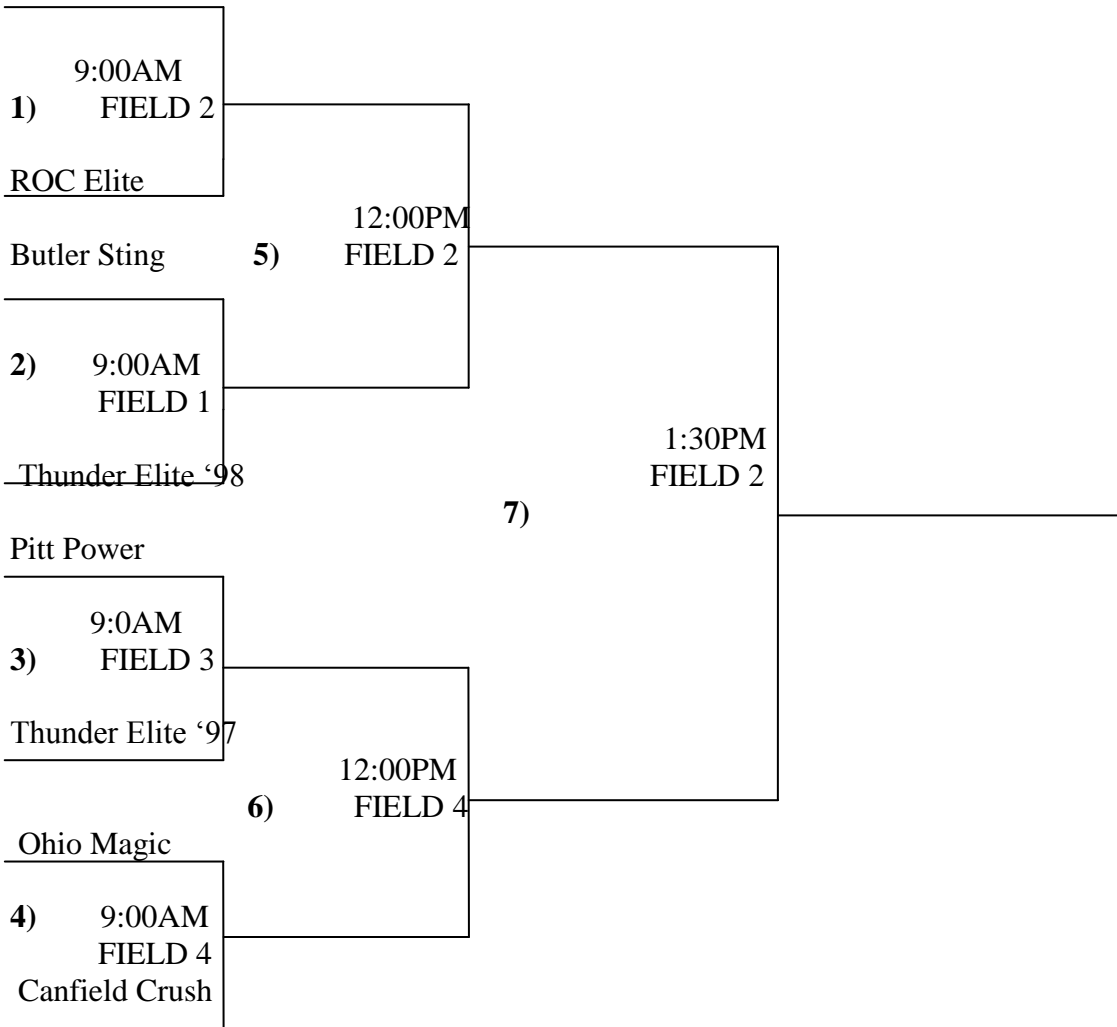 9:00AM
1) FIELD 2
ROC Elite
12:00PM
Butler Sting 5) FIELD 2
2) 9:00AM
FIELD 1
1:30PM
Thunder Elite ‘98 FIELD 2
7)
Pitt Power
9:0AM
3) FIELD 3
Thunder Elite ‘97
12:00PM
6) FIELD 4
Ohio Magic
4) 9:00AM
FIELD 4
Canfield Crush